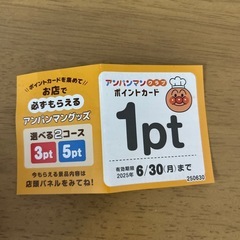 ポイントカードを集めて
お店で
必ずもらえる
アンパンマングッズ
選べる②コース
3pt 5pt
今もらえる景品内容は
店頭パネルをみてね!
アンパンマンクラブ
ポイントカード
1pt
有効期限
2025年 6/30(月)まで
250630